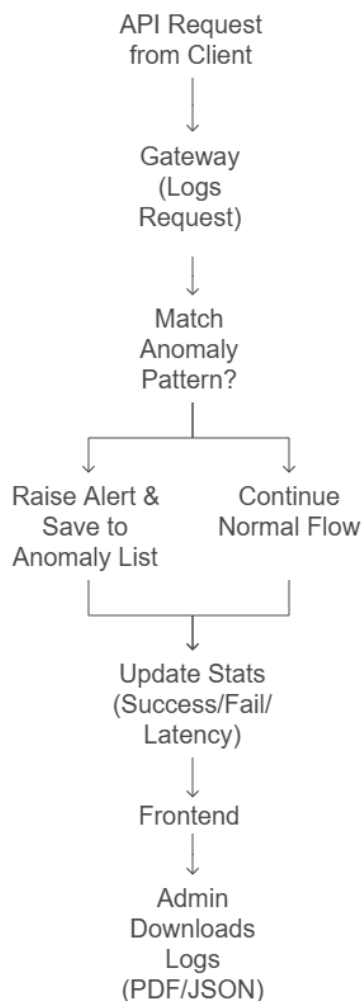 API Request
from Client
Gateway
(Logs
Request)
Match
Anomaly
Pattern?
Raise Alert &
Save to
Anomaly List
Continue
Normal Flow
Update Stats
(Success/Fail/
Latency)
Frontend
Admin
Downloads
Logs
(PDF/JSON)